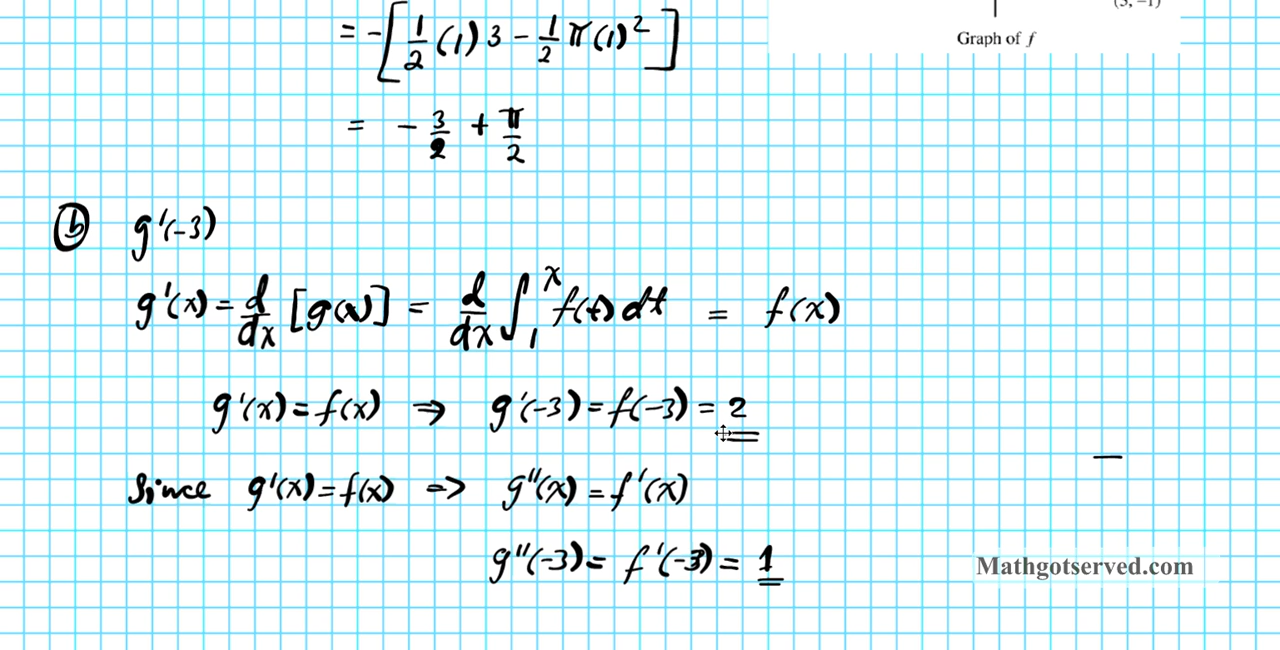 (3, −1)
= -[ 1/2 (1) 3 - 1/2 π (1)² ]
Graph of f
= - 3/2 + π/2
ⓑ g'(-3)
g'(x) = d/dx [g(x)] = d/dx ∫₁ˣ f(t) dt = f(x)
g'(x) = f(x) ⇒ g'(-3) = f(-3) = 2
Since g'(x) = f(x) => g''(x) = f'(x)
g''(-3) = f'(-3) = 1
Mathgotserved.com